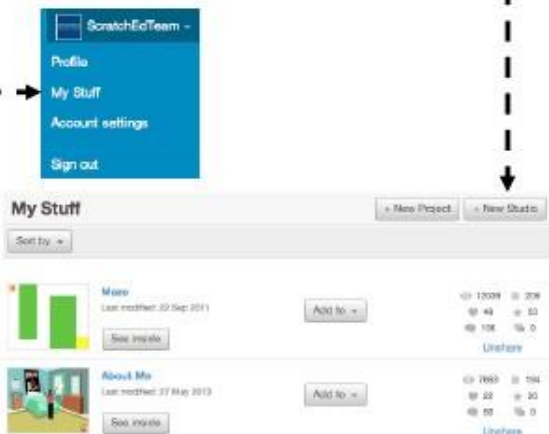 ScratchEdTeam
Profile
My Stuff
Account settings
Sign out
My Stuff
+ New Project
+ New Studio
Sort by
Maze
Last modified: 22 Sep 2011
Add to
See inside
Unshare
About Me
Last modified: 27 May 2013
Add to
See inside
Unshare